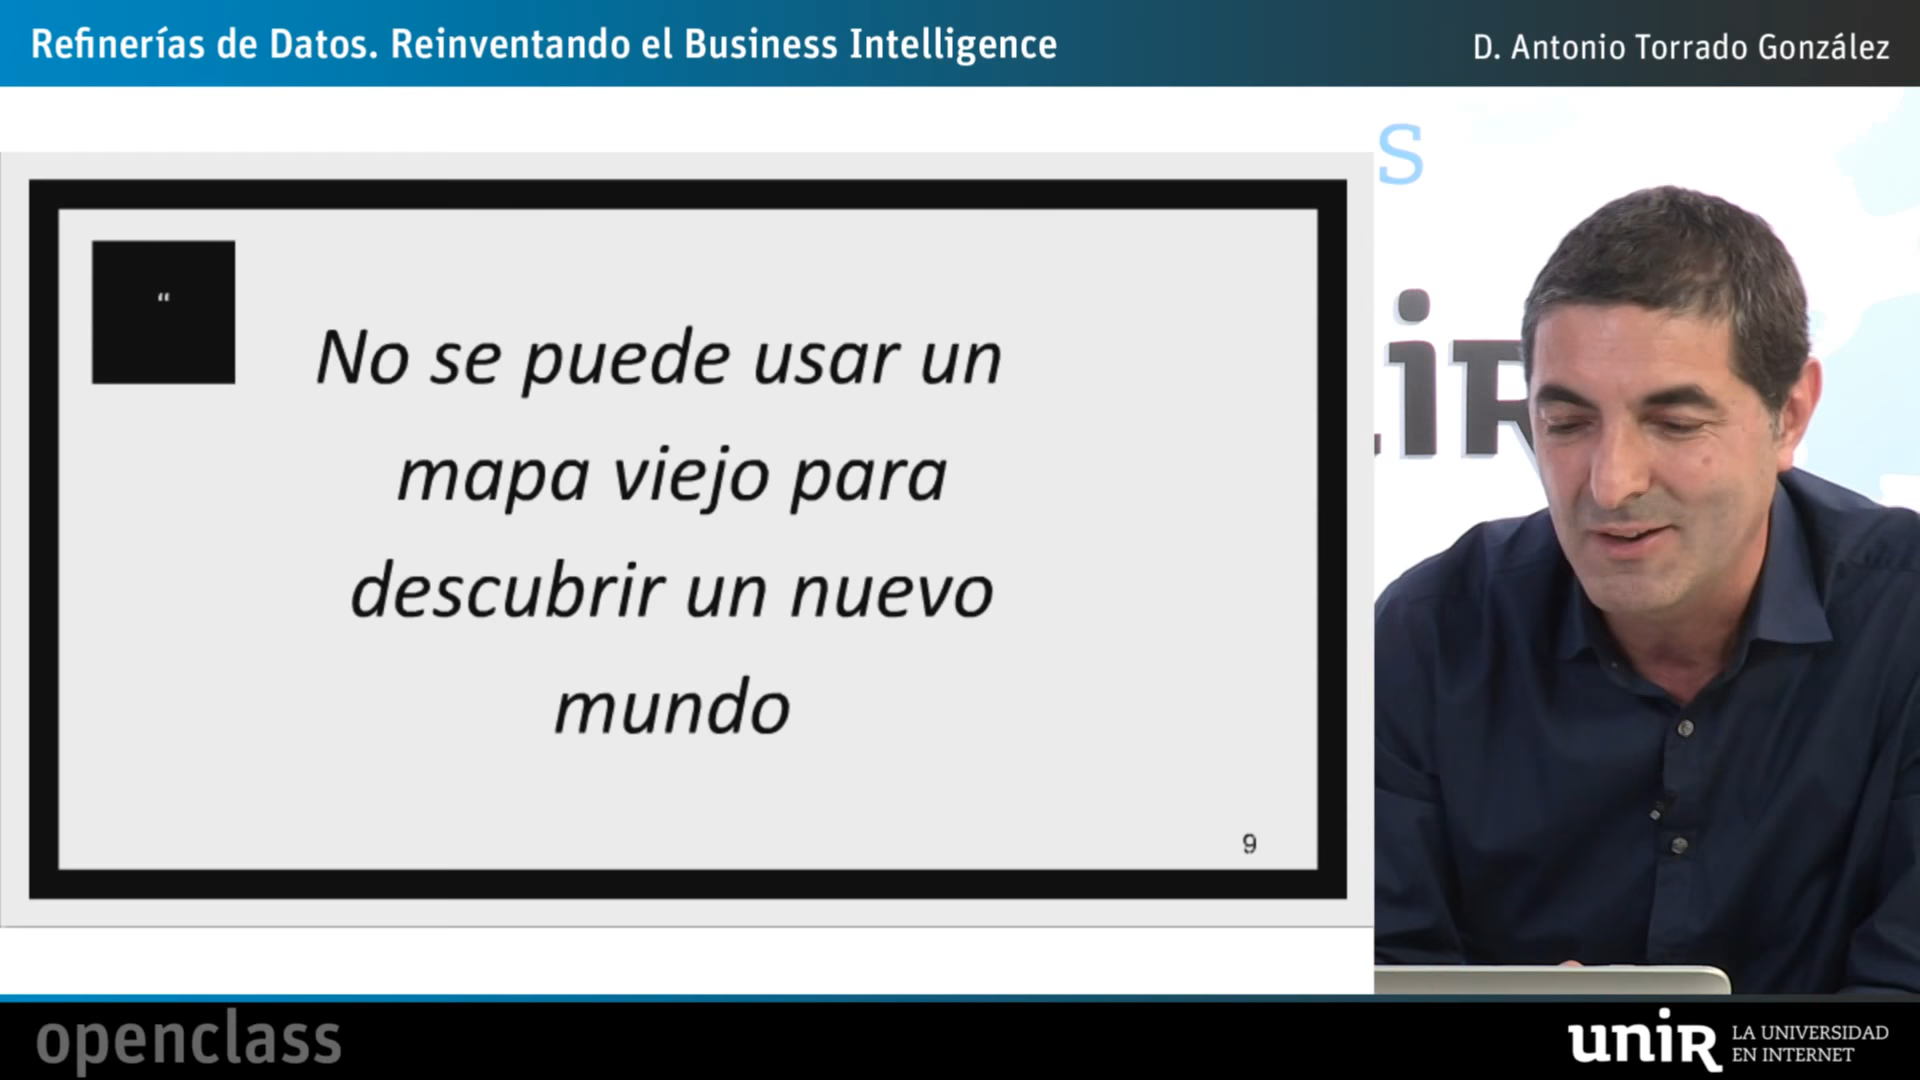 Refinerías de Datos. Reinventando el Business Intelligence
D. Antonio Torrado González
“
No se puede usar un
mapa viejo para
descubrir un nuevo
mundo
9
S
iR
openclass
uniR
LA UNIVERSIDAD
EN INTERNET